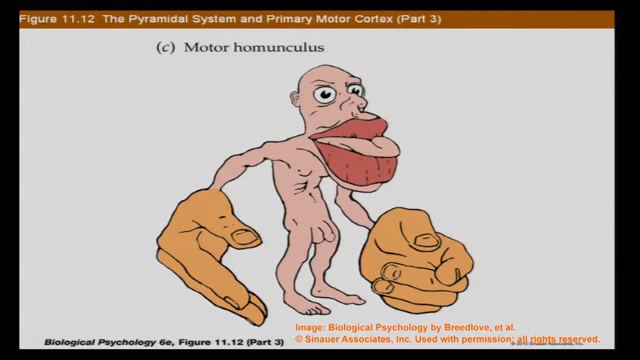 Figure 11.12 The Pyramidal System and Primary Motor Cortex (Part 3)
(c) Motor homunculus
Image: Biological Psychology by Breedlove, et al.
Biological Psychology 6e, Figure 11.12 (Part 3)
© Sinauer Associates, Inc. Used with permission, all rights reserved.